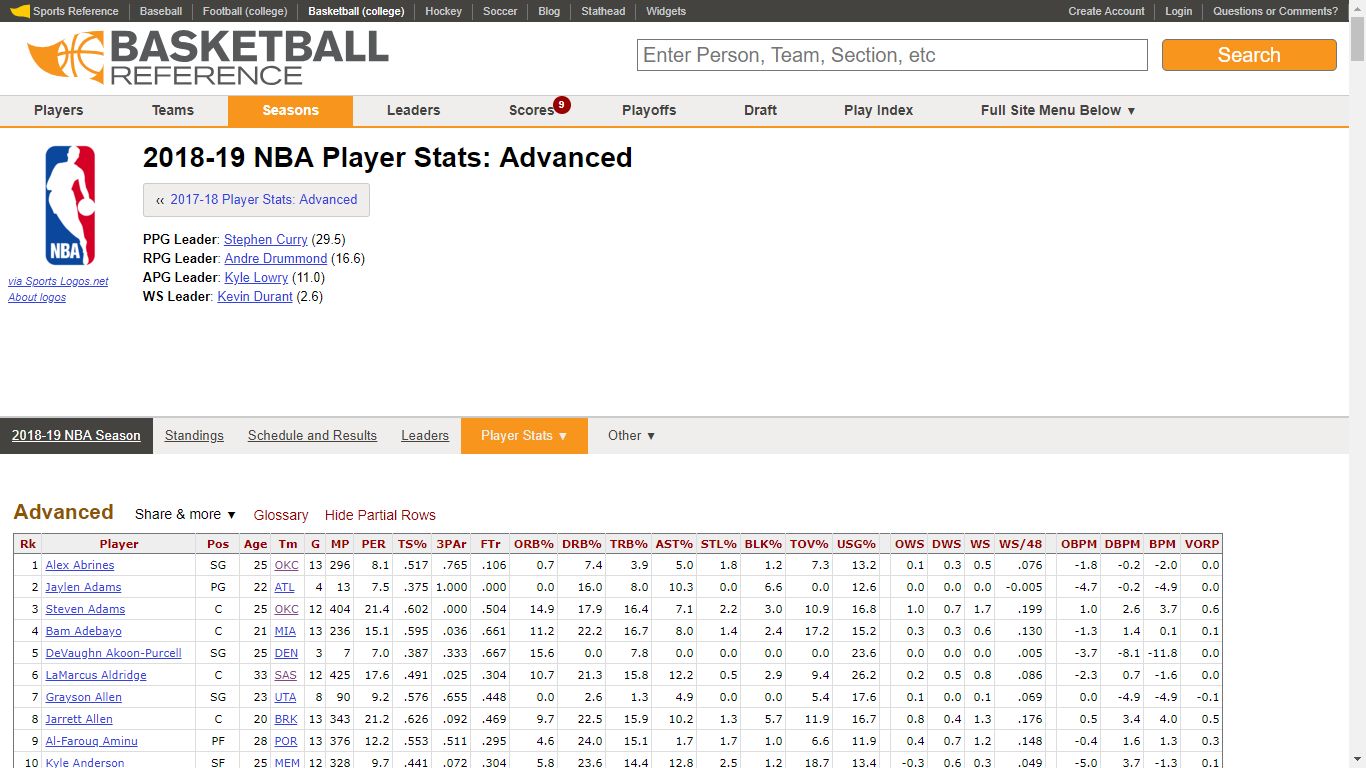 Sports Reference Baseball Football (college) Basketball (college) Hockey Soccer Blog Stathead Widgets Create Account Login Questions or Comments?
BASKETBALL
REFERENCE
Enter Person, Team, Section, etc
Search
Players Teams Seasons Leaders Scores 9 Playoffs Draft Play Index Full Site Menu Below ▼
NBA
via Sports Logos.net
About logos
2018-19 NBA Player Stats: Advanced
‹‹ 2017-18 Player Stats: Advanced
PPG Leader: Stephen Curry (29.5)
RPG Leader: Andre Drummond (16.6)
APG Leader: Kyle Lowry (11.0)
WS Leader: Kevin Durant (2.6)
2018-19 NBA Season Standings Schedule and Results Leaders Player Stats ▼ Other ▼
Advanced Share & more ▼ Glossary Hide Partial Rows
Rk Player Pos Age Tm G MP PER TS% 3PAr FTr ORB% DRB% TRB% AST% STL% BLK% TOV% USG% OWS DWS WS WS/48 OBPM DBPM BPM VORP
1 Alex Abrines SG 25 OKC 13 296 8.1 .517 .765 .106 0.7 7.4 3.9 5.0 1.8 1.2 7.3 13.2 0.1 0.3 0.5 .076 -1.8 -0.2 -2.0 0.0
2 Jaylen Adams PG 22 ATL 4 13 7.5 .375 1.000 .000 0.0 16.0 8.0 10.3 0.0 6.6 0.0 12.6 0.0 0.0 0.0 -0.005 -4.7 -0.2 -4.9 0.0
3 Steven Adams C 25 OKC 12 404 21.4 .602 .000 .504 14.9 17.9 16.4 7.1 2.2 3.0 10.9 16.8 1.0 0.7 1.7 .199 1.0 2.6 3.7 0.6
4 Bam Adebayo C 21 MIA 13 236 15.1 .595 .036 .661 11.2 22.2 16.7 8.0 1.4 2.4 17.2 15.2 0.3 0.3 0.6 .130 -1.3 1.4 0.1 0.1
5 DeVaughn Akoon-Purcell SG 25 DEN 3 7 7.0 .387 .333 .667 15.6 0.0 7.8 0.0 0.0 0.0 0.0 23.6 0.0 0.0 0.0 .005 -3.7 -8.1 -11.8 0.0
6 LaMarcus Aldridge C 33 SAS 12 425 17.6 .491 .025 .304 10.7 21.3 15.8 12.2 0.5 2.9 9.4 26.2 0.2 0.5 0.8 .086 -2.3 0.7 -1.6 0.0
7 Grayson Allen SG 23 UTA 8 90 9.2 .576 .655 .448 0.0 2.6 1.3 4.9 0.0 0.0 5.4 17.6 0.1 0.0 0.1 .069 0.0 -4.9 -4.9 -0.1
8 Jarrett Allen C 20 BRK 13 343 21.2 .626 .092 .469 9.7 22.5 15.9 10.2 1.3 5.7 11.9 16.7 0.8 0.4 1.3 .176 0.5 3.4 4.0 0.5
9 Al-Farouq Aminu PF 28 POR 13 376 12.2 .553 .511 .295 4.6 24.0 15.1 1.7 1.7 1.0 6.6 11.9 0.4 0.7 1.2 .148 -0.4 1.6 1.3 0.3
10 Kyle Anderson SF 25 MEM 12 328 9.7 .441 .072 .304 5.8 23.6 14.4 12.8 2.5 1.2 18.7 13.4 -0.3 0.6 0.3 .049 -5.0 3.7 -1.3 0.1